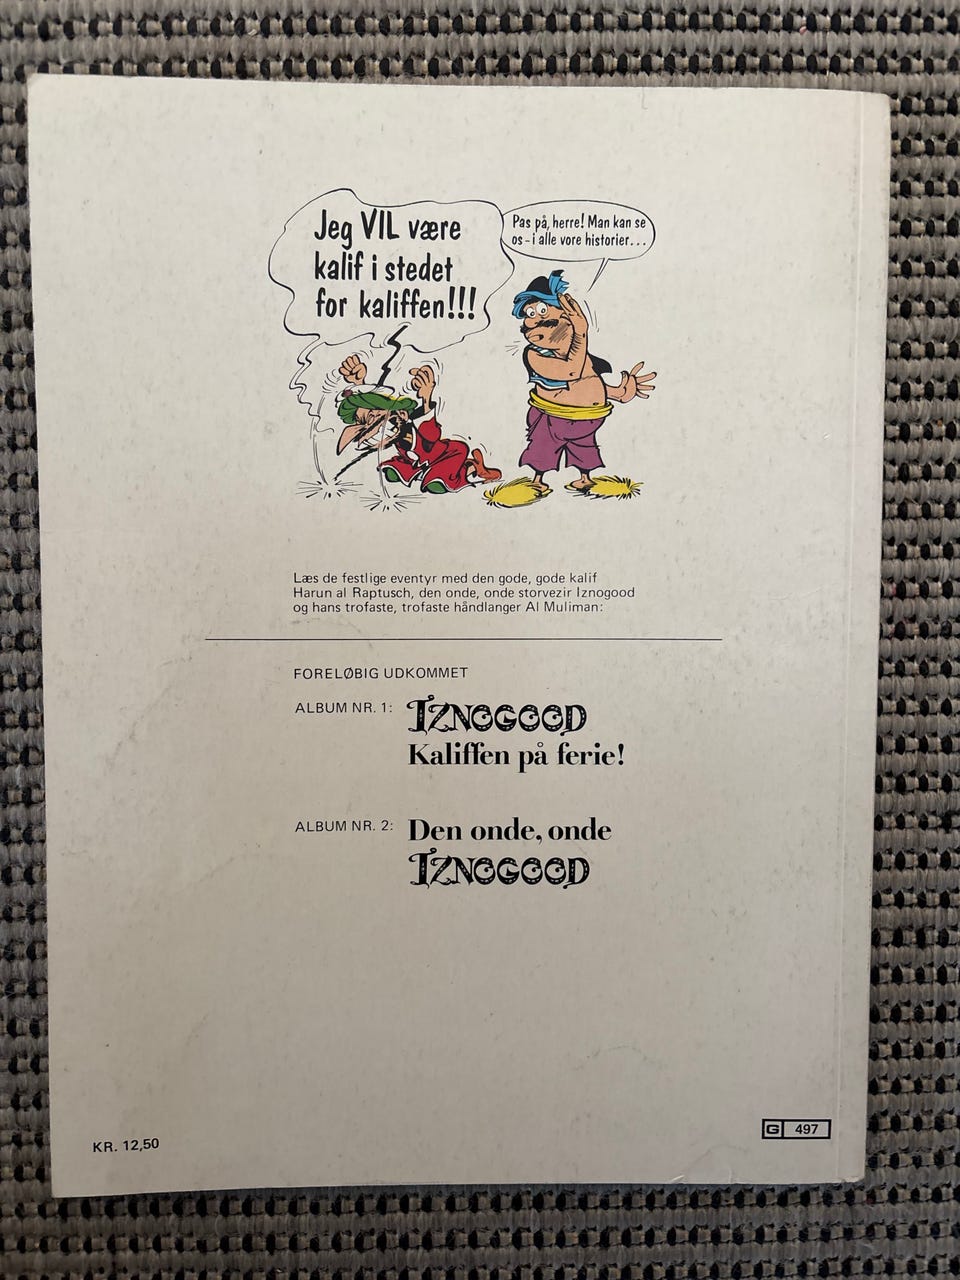 Jeg VIL være
kalif i stedet
for kaliffen!!!
Pas på, herre! Man kan se
os - i alle vore historier...
Læs de festlige eventyr med den gode, gode kalif
Harun al Raptusch, den onde, onde storvezir Iznogood
og hans trofaste, trofaste håndlanger Al Muliman:
FORELØBIG UDKOMMET
ALBUM NR. 1: IZNOGOOD
Kaliffen på ferie!
ALBUM NR. 2: Den onde, onde
IZNOGOOD
KR. 12,50
G 497